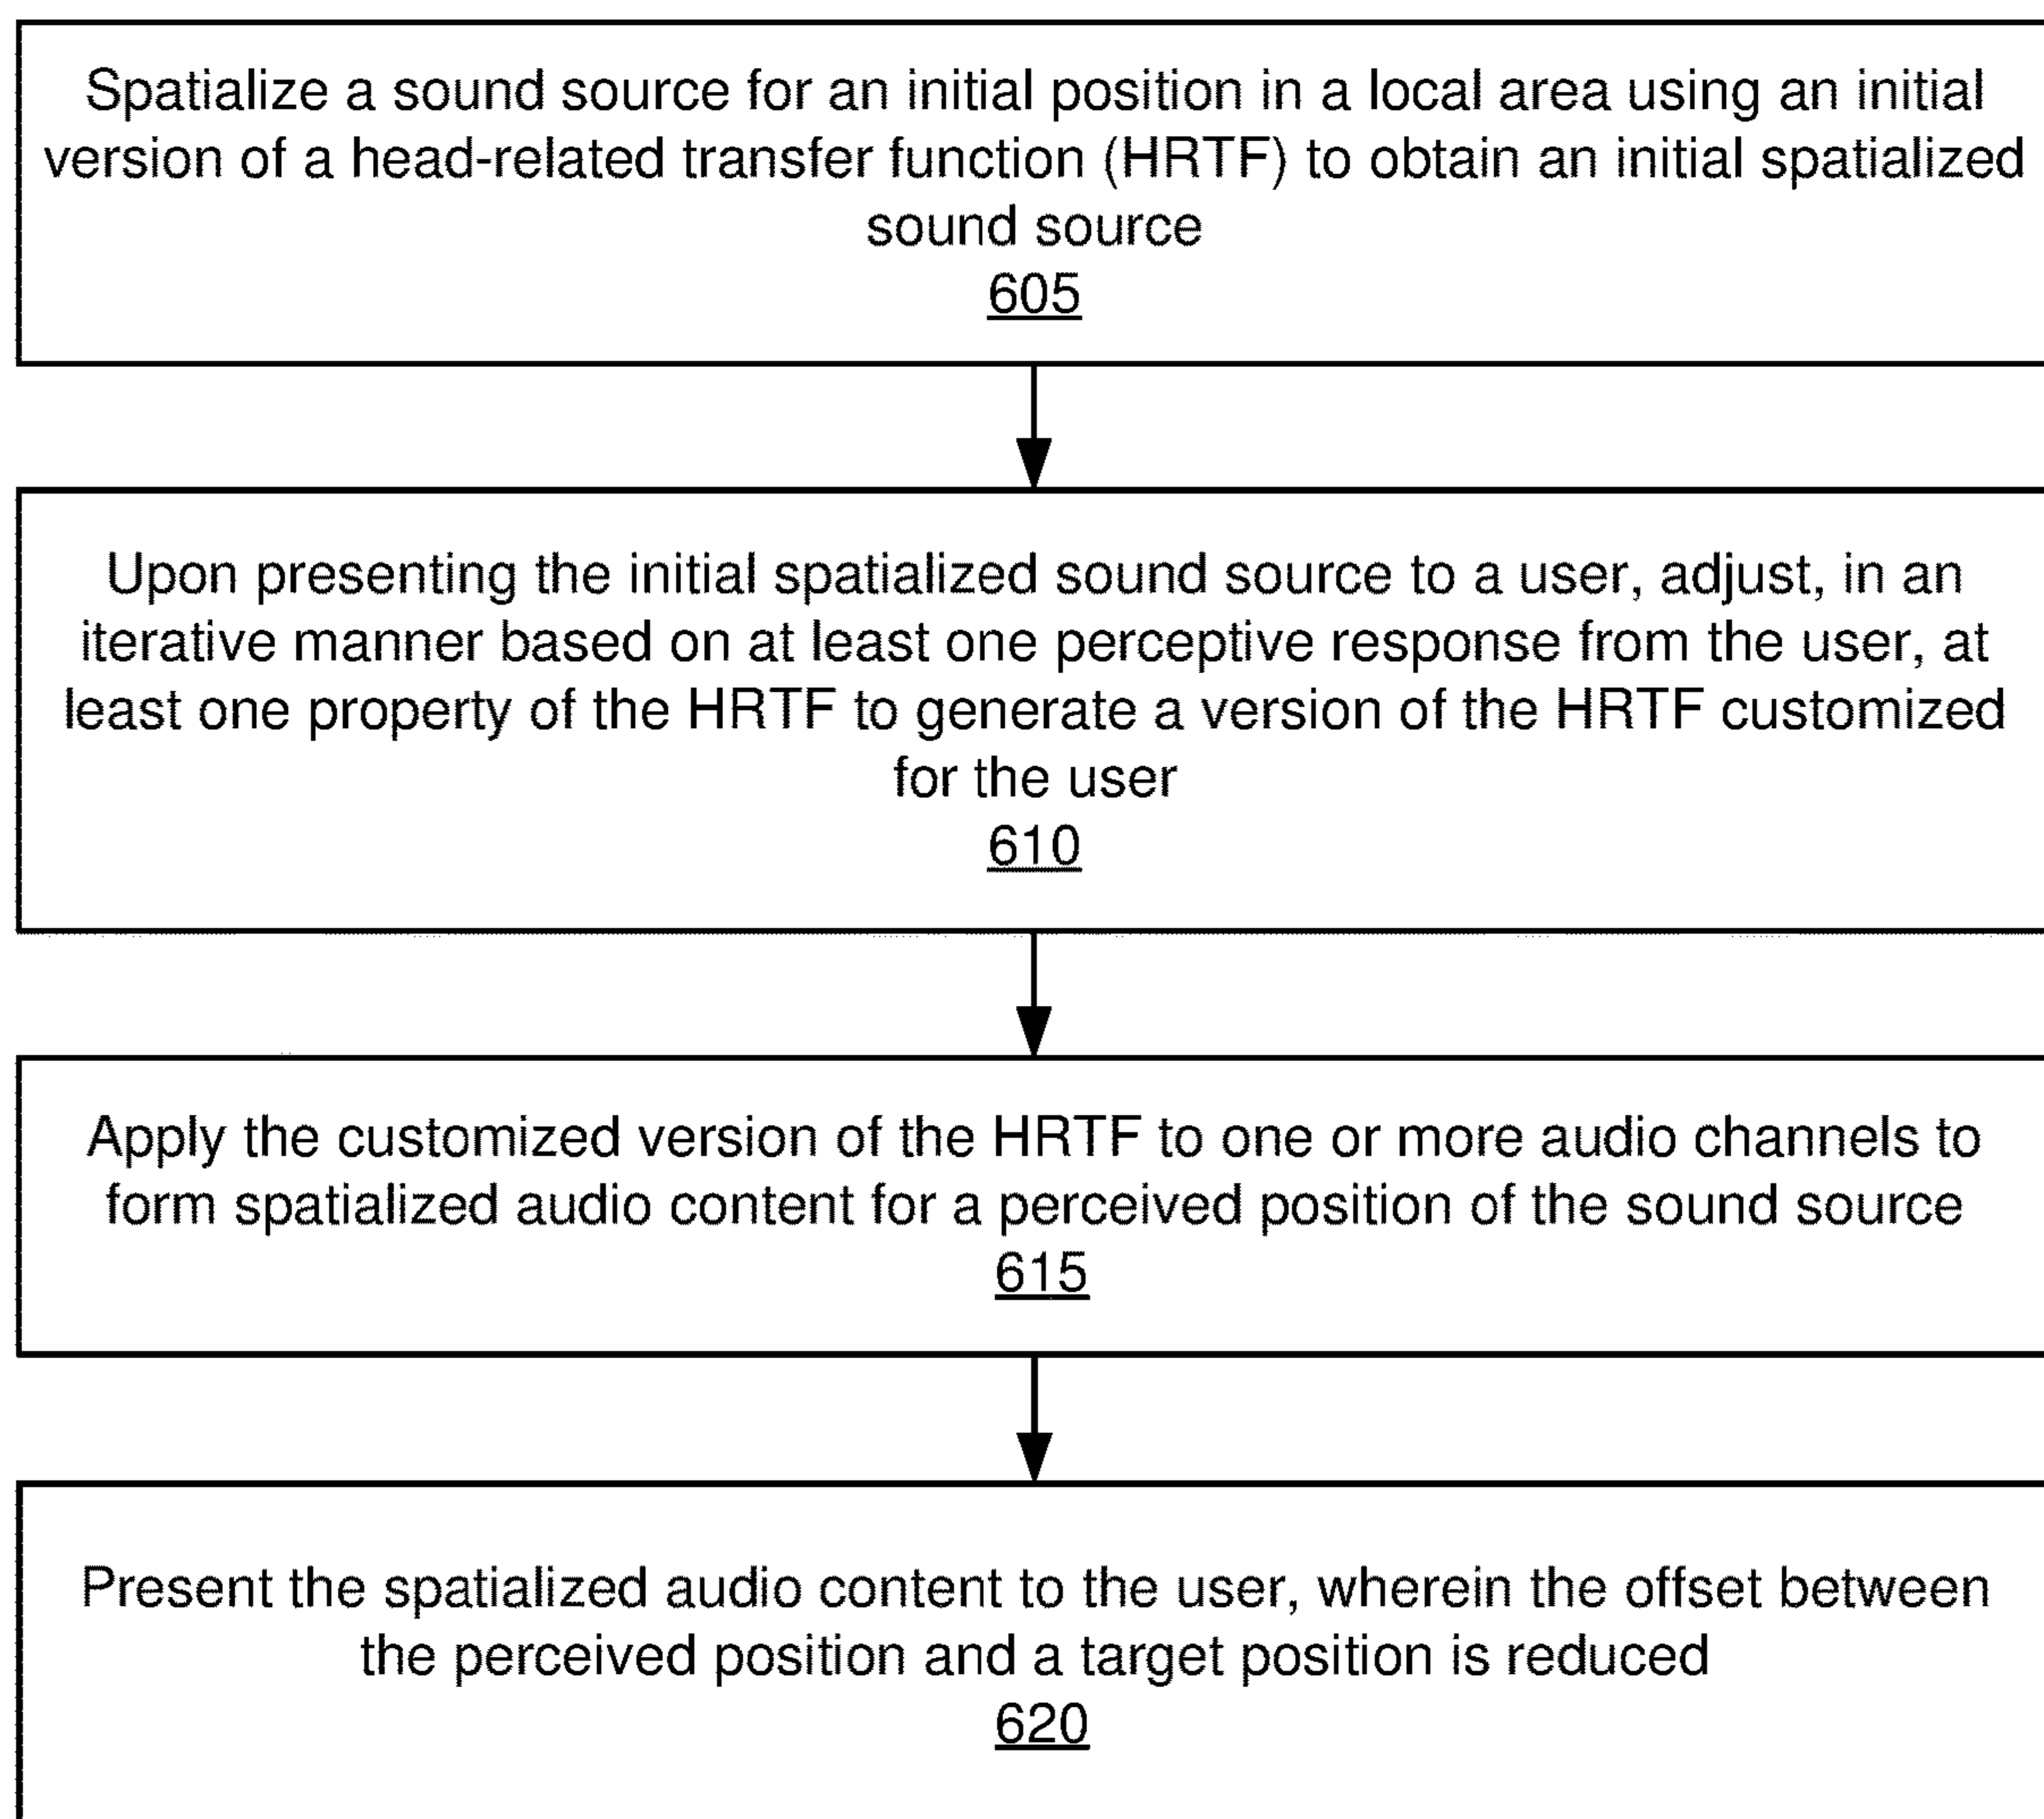 Spatialize a sound source for an initial position in a local area using an initial
version of a head-related transfer function (HRTF) to obtain an initial spatialized
sound source
605
Upon presenting the initial spatialized sound source to a user, adjust, in an
iterative manner based on at least one perceptive response from the user, at
least one property of the HRTF to generate a version of the HRTF customized
for the user
610
Apply the customized version of the HRTF to one or more audio channels to
form spatialized audio content for a perceived position of the sound source
615
Present the spatialized audio content to the user, wherein the offset between
the perceived position and a target position is reduced
620